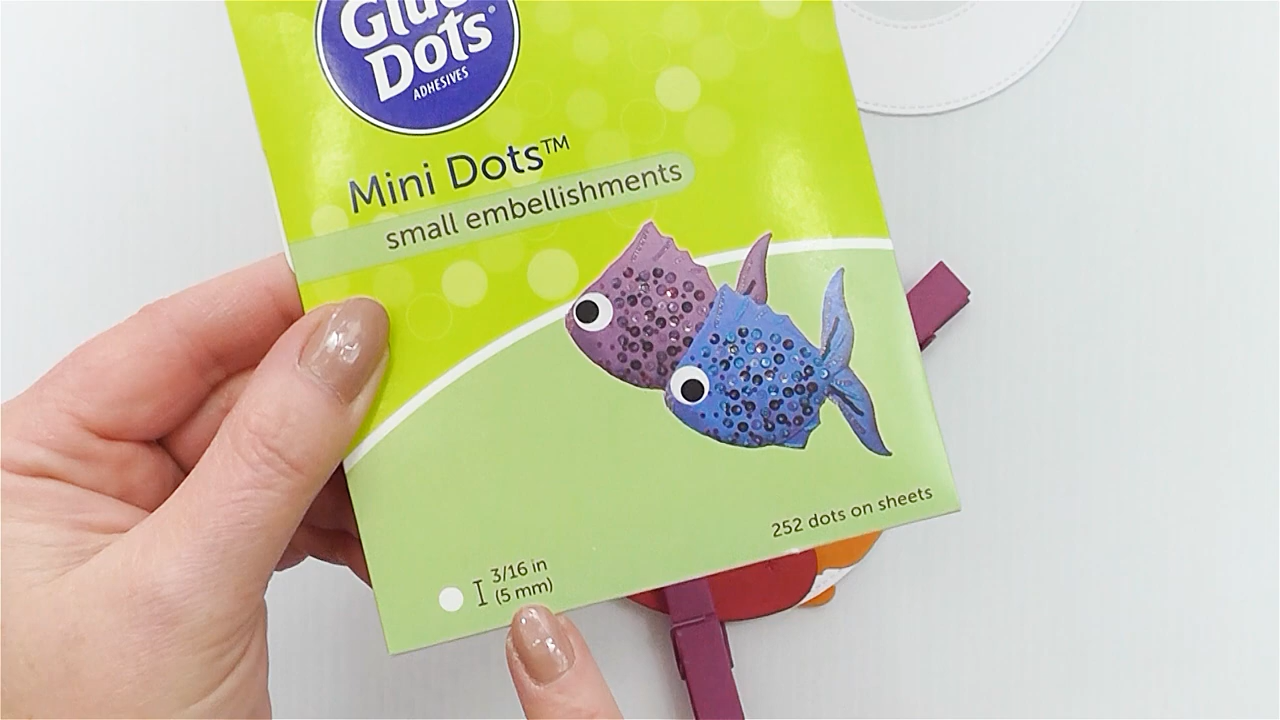 Glue
Dots®
ADHESIVES
Mini Dots™
small embellishments
252 dots on sheets
3/16 in
(5 mm)